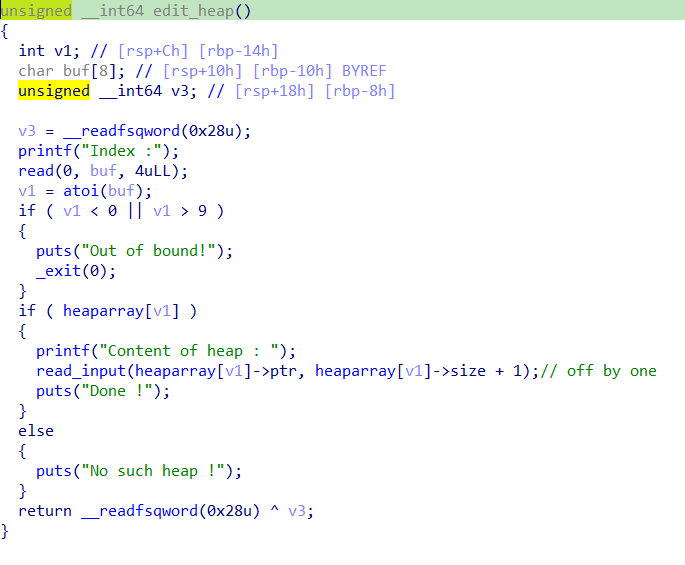 unsigned __int64 edit_heap()
{
  int v1; // [rsp+Ch] [rbp-14h]
  char buf[8]; // [rsp+10h] [rbp-10h] BYREF
  unsigned __int64 v3; // [rsp+18h] [rbp-8h]

  v3 = __readfsqword(0x28u);
  printf("Index :");
  read(0, buf, 4uLL);
  v1 = atoi(buf);
  if ( v1 < 0 || v1 > 9 )
  {
    puts("Out of bound!");
    _exit(0);
  }
  if ( heaparray[v1] )
  {
    printf("Content of heap : ");
    read_input(heaparray[v1]->ptr, heaparray[v1]->size + 1);// off by one
    puts("Done !");
  }
  else
  {
    puts("No such heap !");
  }
  return __readfsqword(0x28u) ^ v3;
}